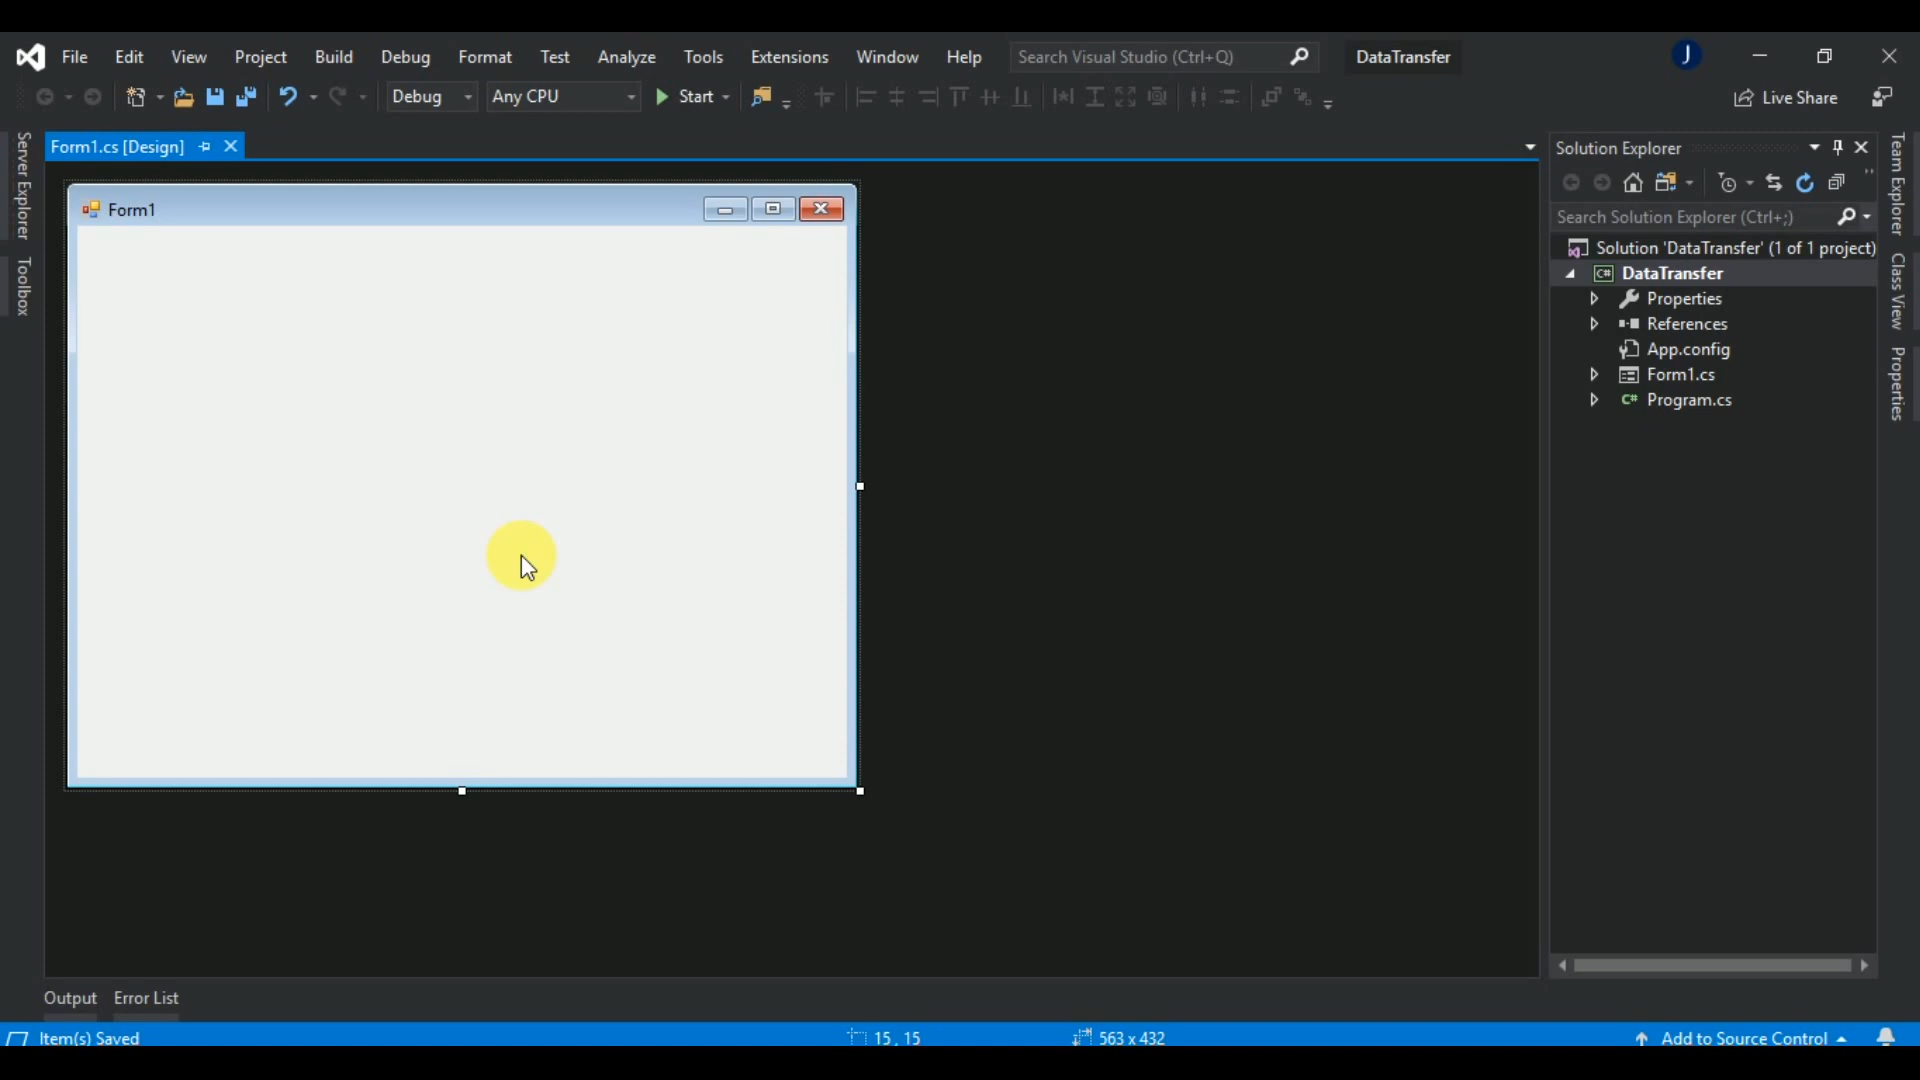 File Edit View Project Build Debug Format Test Analyze Tools Extensions Window Help Search Visual Studio (Ctrl+Q) DataTransfer J
Debug Any CPU Start Live Share
Form1.cs [Design]
Form1
Server Explorer
Toolbox
Solution Explorer
Search Solution Explorer (Ctrl+;)
Solution 'DataTransfer' (1 of 1 project)
C# DataTransfer
Properties
References
App.config
Form1.cs
C# Program.cs
Team Explorer
Class View
Properties
Output Error List
Item(s) Saved 15 , 15 563 x 432 Add to Source Control